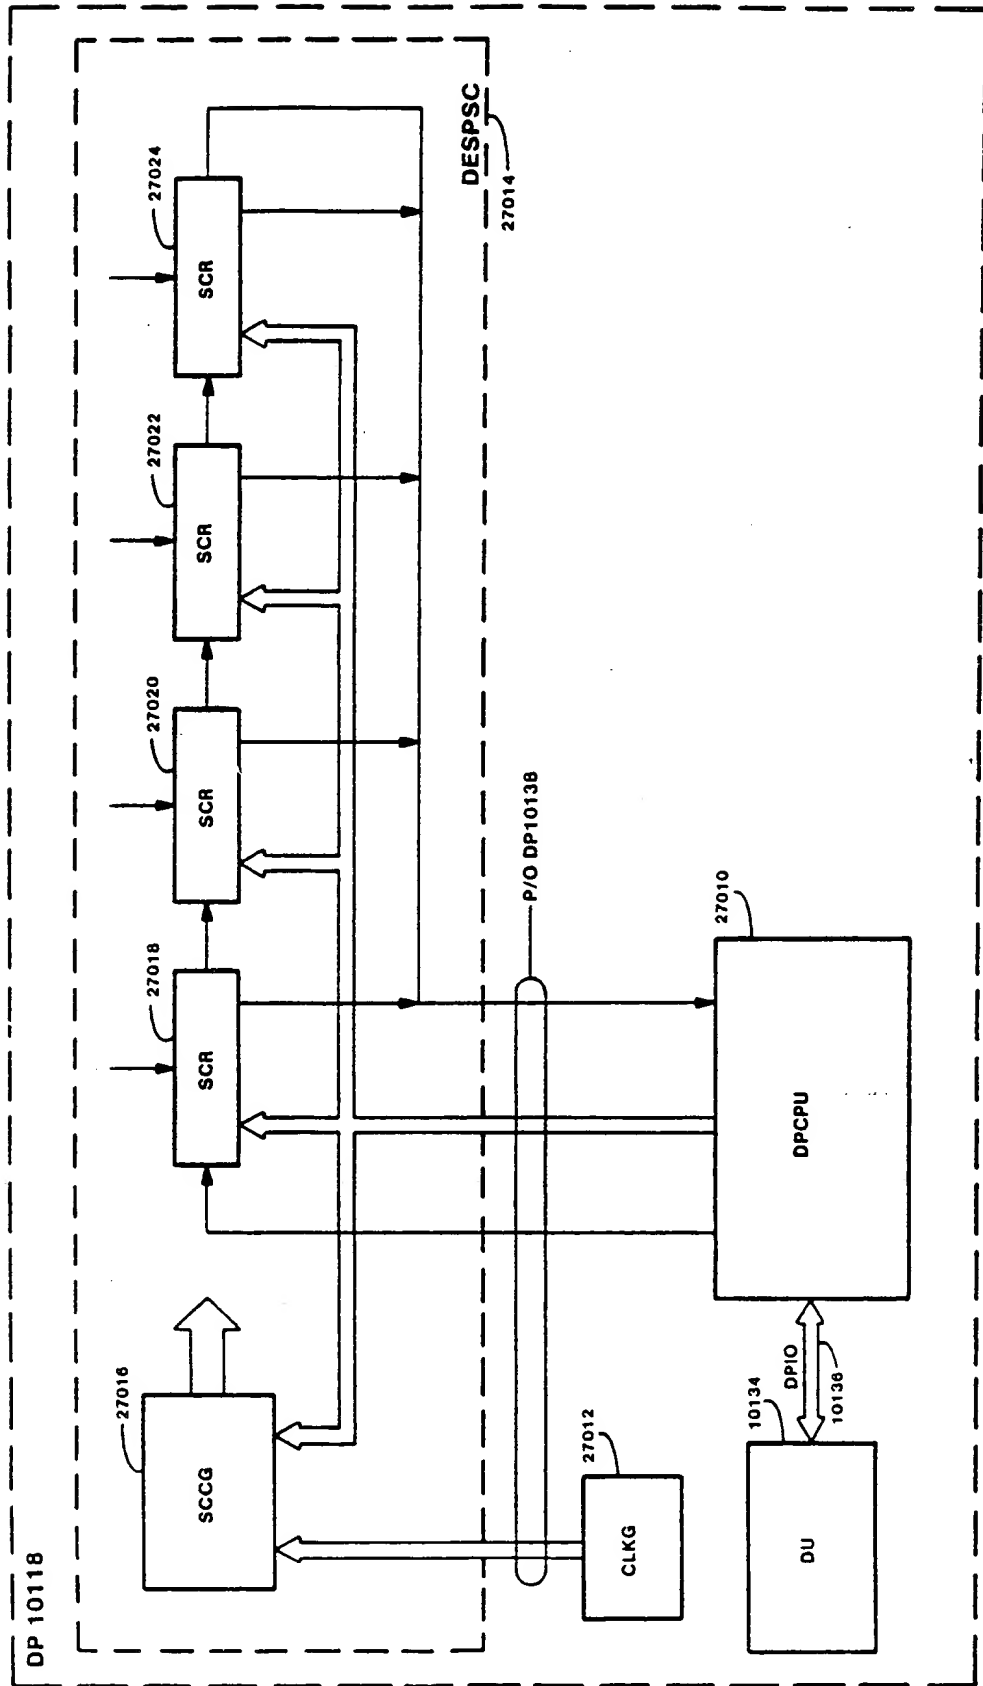 DP 10118
27016
SCCG
27018
SCR
27020
SCR
27022
SCR
27024
SCR
DESPSC
27014
P/O DP10138
27012
CLKG
27010
DPCPU
10134
DU
DPIO
10136